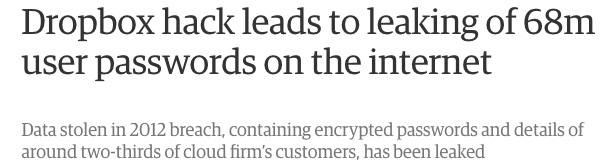 Dropbox hack leads to leaking of 68m
user passwords on the internet
Data stolen in 2012 breach, containing encrypted passwords and details of
around two-thirds of cloud firm's customers, has been leaked